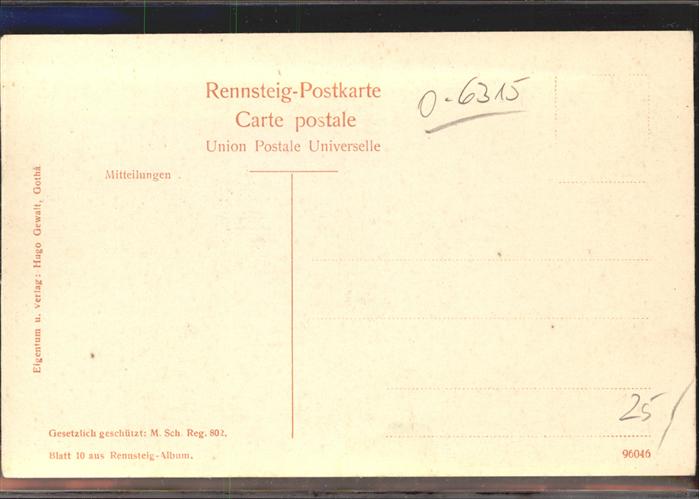 Rennsteig-Postkarte
Carte postale
Union Postale Universelle
O-6315
Mitteilungen
Eigentum u. Verlag: Hugo Gewalt, Gotha
25
Gesetzlich geschützt: M. Sch. Reg. 802.
Blatt 10 aus Rennsteig-Album.
96046